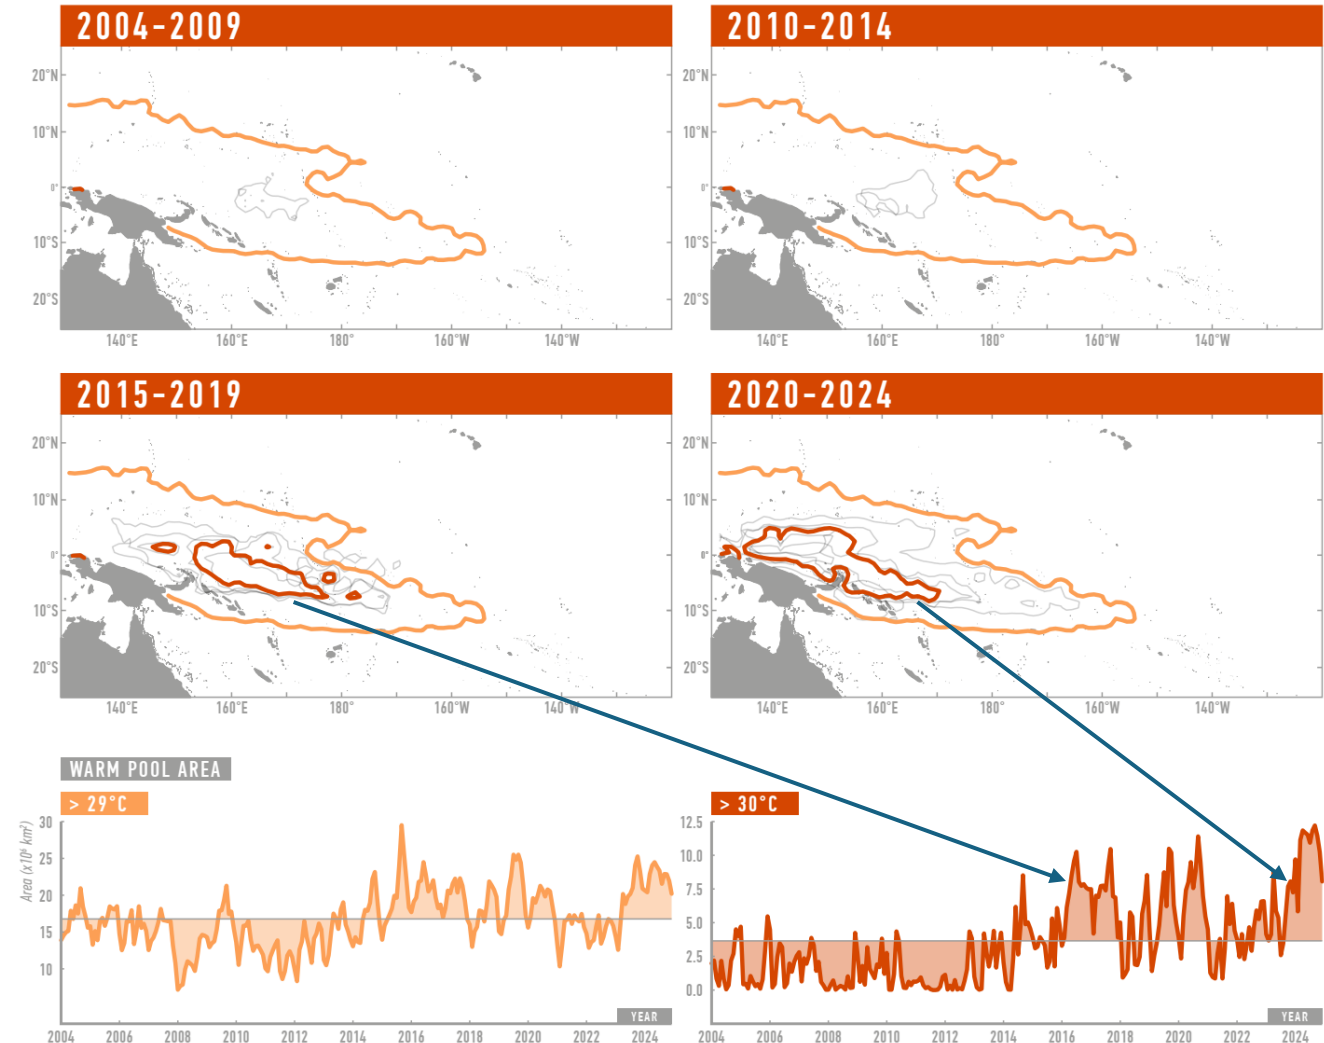 2004-2009
2010-2014
20°N
10°N
0°
10°S
20°S
140°E
160°E
180°
160°W
140°W
20°N
10°N
0°
10°S
20°S
140°E
160°E
180°
160°W
140°W
2015-2019
2020-2024
20°N
10°N
0°
10°S
20°S
140°E
160°E
180°
160°W
140°W
20°N
10°N
0°
10°S
20°S
140°E
160°E
180°
160°W
140°W
WARM POOL AREA
> 29°C
Area (x10⁶ km²)
30
25
20
15
10
YEAR
2004 2006 2008 2010 2012 2014 2016 2018 2020 2022 2024
> 30°C
12.5
10.0
7.5
5.0
2.5
0.0
YEAR
2004 2006 2008 2010 2012 2014 2016 2018 2020 2022 2024